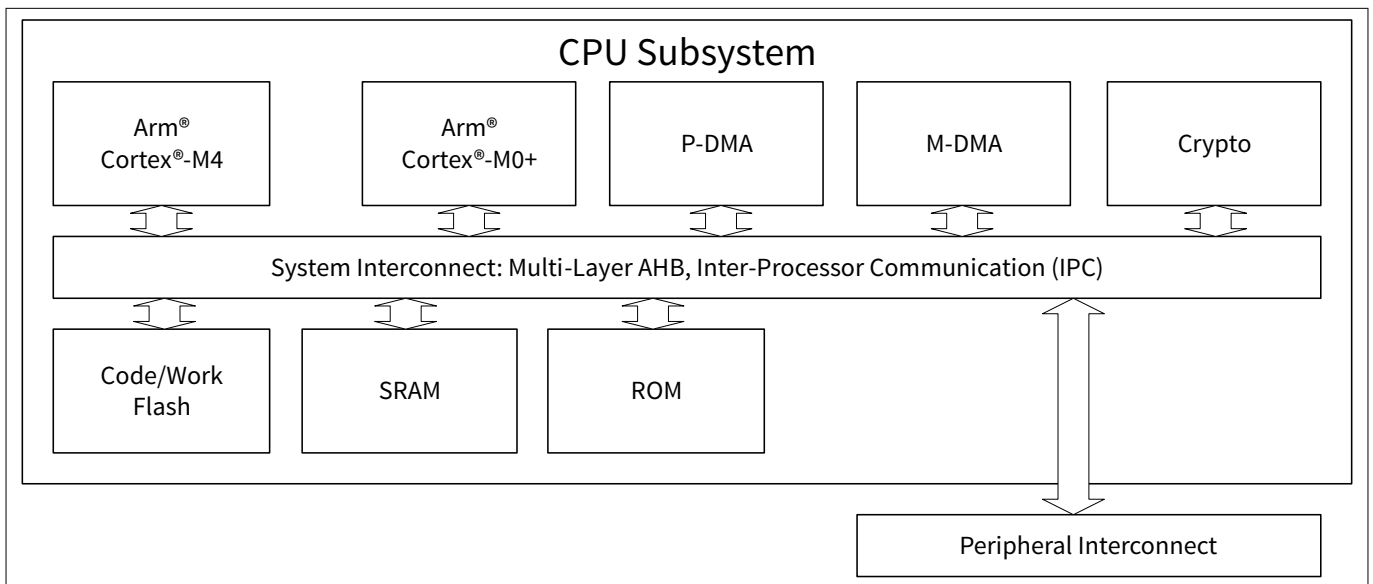 CPU Subsystem
Arm®
Cortex®-M4
Arm®
Cortex®-M0+
P-DMA
M-DMA
Crypto
System Interconnect: Multi-Layer AHB, Inter-Processor Communication (IPC)
Code/Work
Flash
SRAM
ROM
Peripheral Interconnect